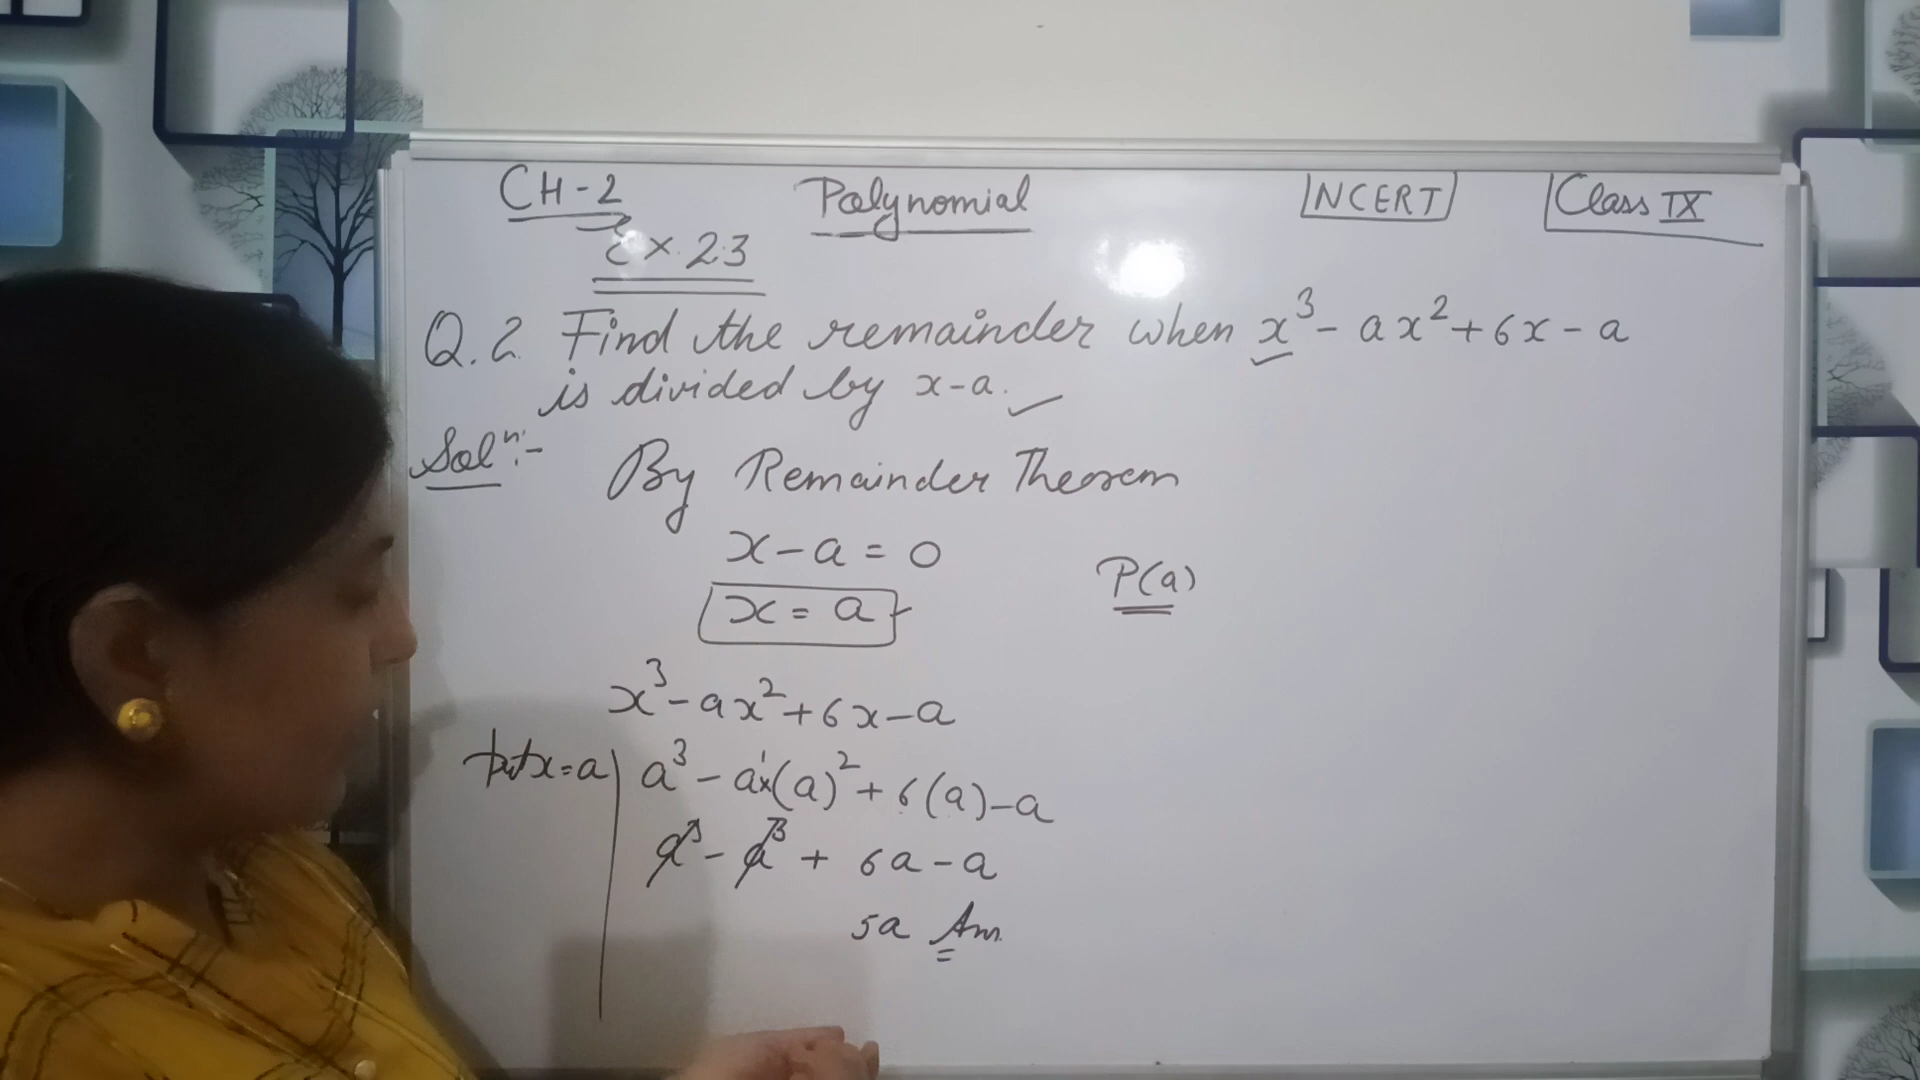 CH-2 Polynomial NCERT Class IX
Ex. 2.3
Q.2 Find the remainder when x³ - ax² + 6x - a
is divided by x-a.
Solⁿ:-
By Remainder Theorem
x - a = 0
x = a
P(a)
x³ - ax² + 6x - a
put x = a
a³ - a¹×(a)² + 6(a) - a
a³ - a³ + 6a - a
5a Ans.